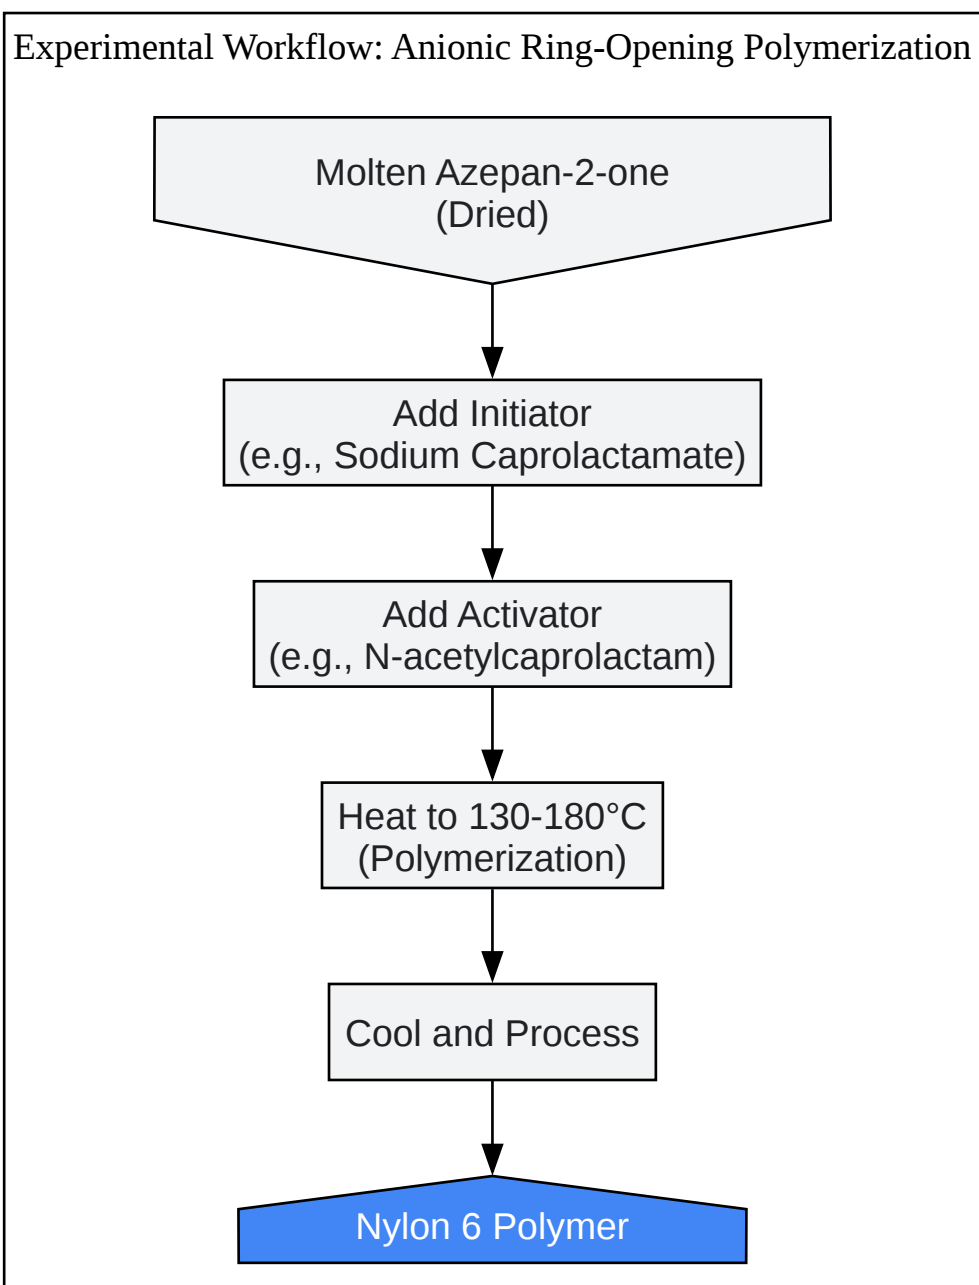 Experimental Workflow: Anionic Ring-Opening Polymerization
Molten Azepan-2-one
(Dried)
Add Initiator
(e.g., Sodium Caprolactamate)
Add Activator
(e.g., N-acetylcaprolactam)
Heat to 130-180°C
(Polymerization)
Cool and Process
Nylon 6 Polymer